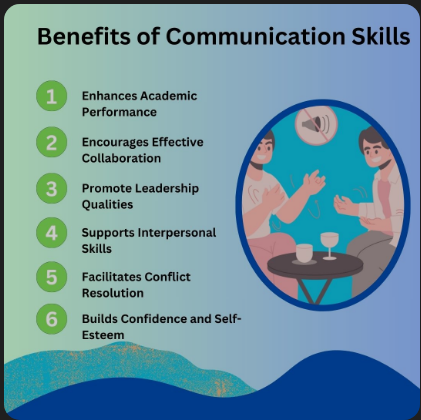 Benefits of Communication Skills
1 Enhances Academic
Performance
2 Encourages Effective
Collaboration
3 Promote Leadership
Qualities
4 Supports Interpersonal
Skills
5 Facilitates Conflict
Resolution
6 Builds Confidence and Self-
Esteem